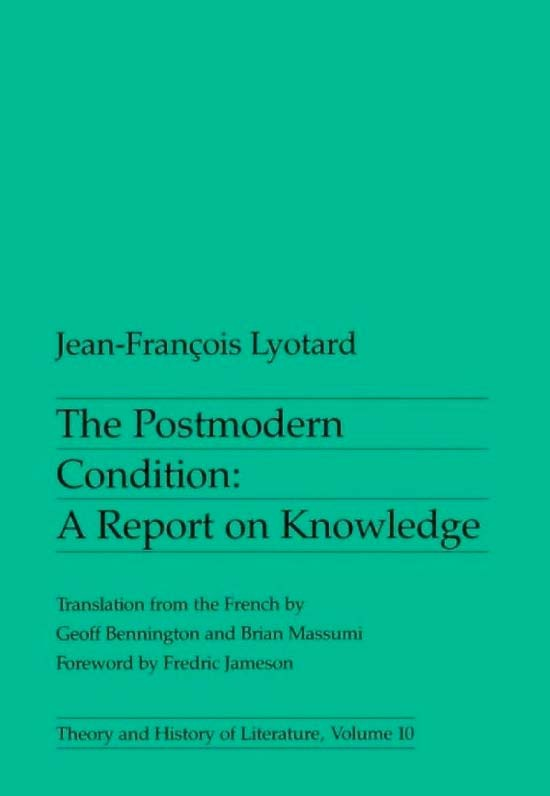 Jean-François Lyotard
The Postmodern
Condition:
A Report on Knowledge
Translation from the French by
Geoff Bennington and Brian Massumi
Foreword by Fredric Jameson
Theory and History of Literature, Volume 10